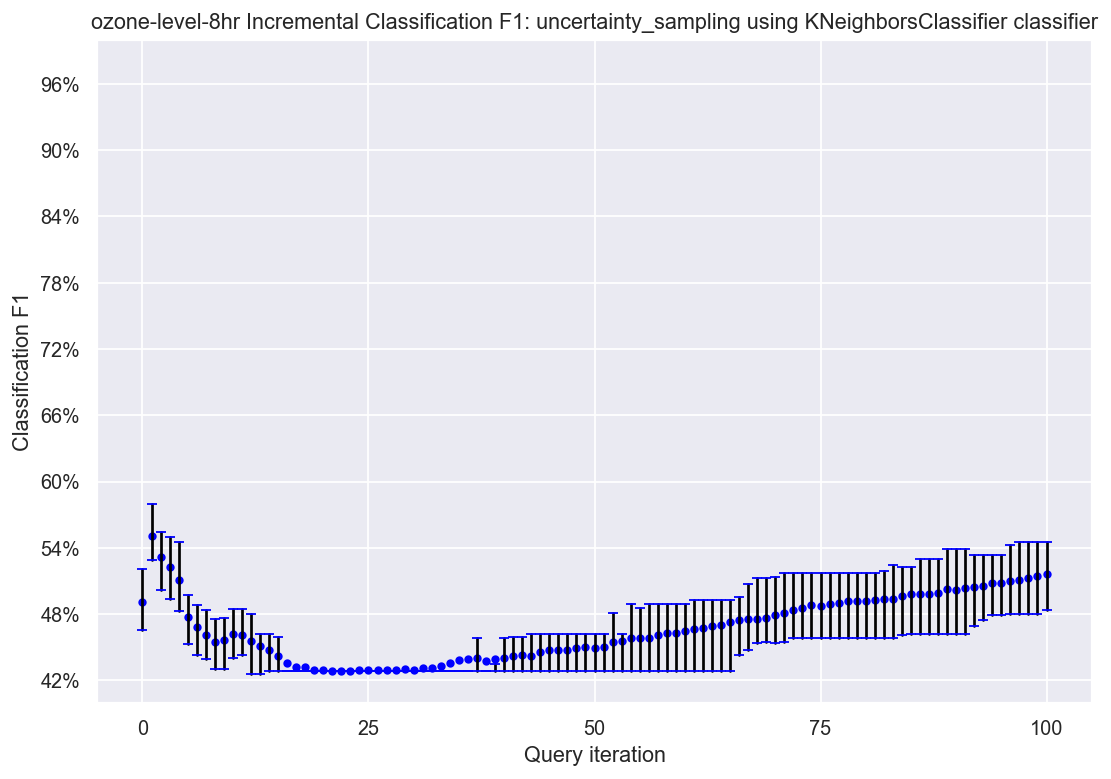 ozone-level-8hr Incremental Classification F1: uncertainty_sampling using KNeighborsClassifier classifier
96%
90%
84%
78%
72%
66%
60%
54%
48%
42%
Classification F1
0 25 50 75 100
Query iteration